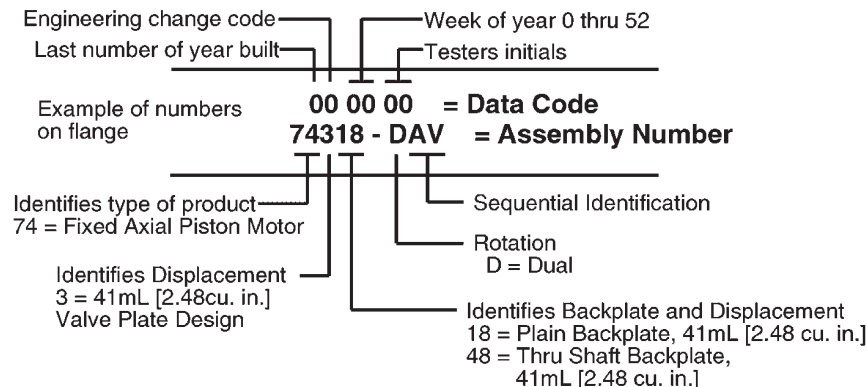 Engineering change code
Week of year 0 thru 52
Last number of year built
Testers initials
Example of numbers
on flange
00 00 00 = Data Code
74318 - DAV = Assembly Number
Identifies type of product
74 = Fixed Axial Piston Motor
Sequential Identification
Rotation
D = Dual
Identifies Displacement
3 = 41mL [2.48cu. in.]
Valve Plate Design
Identifies Backplate and Displacement
18 = Plain Backplate, 41mL [2.48 cu. in.]
48 = Thru Shaft Backplate,
41mL [2.48 cu. in.]